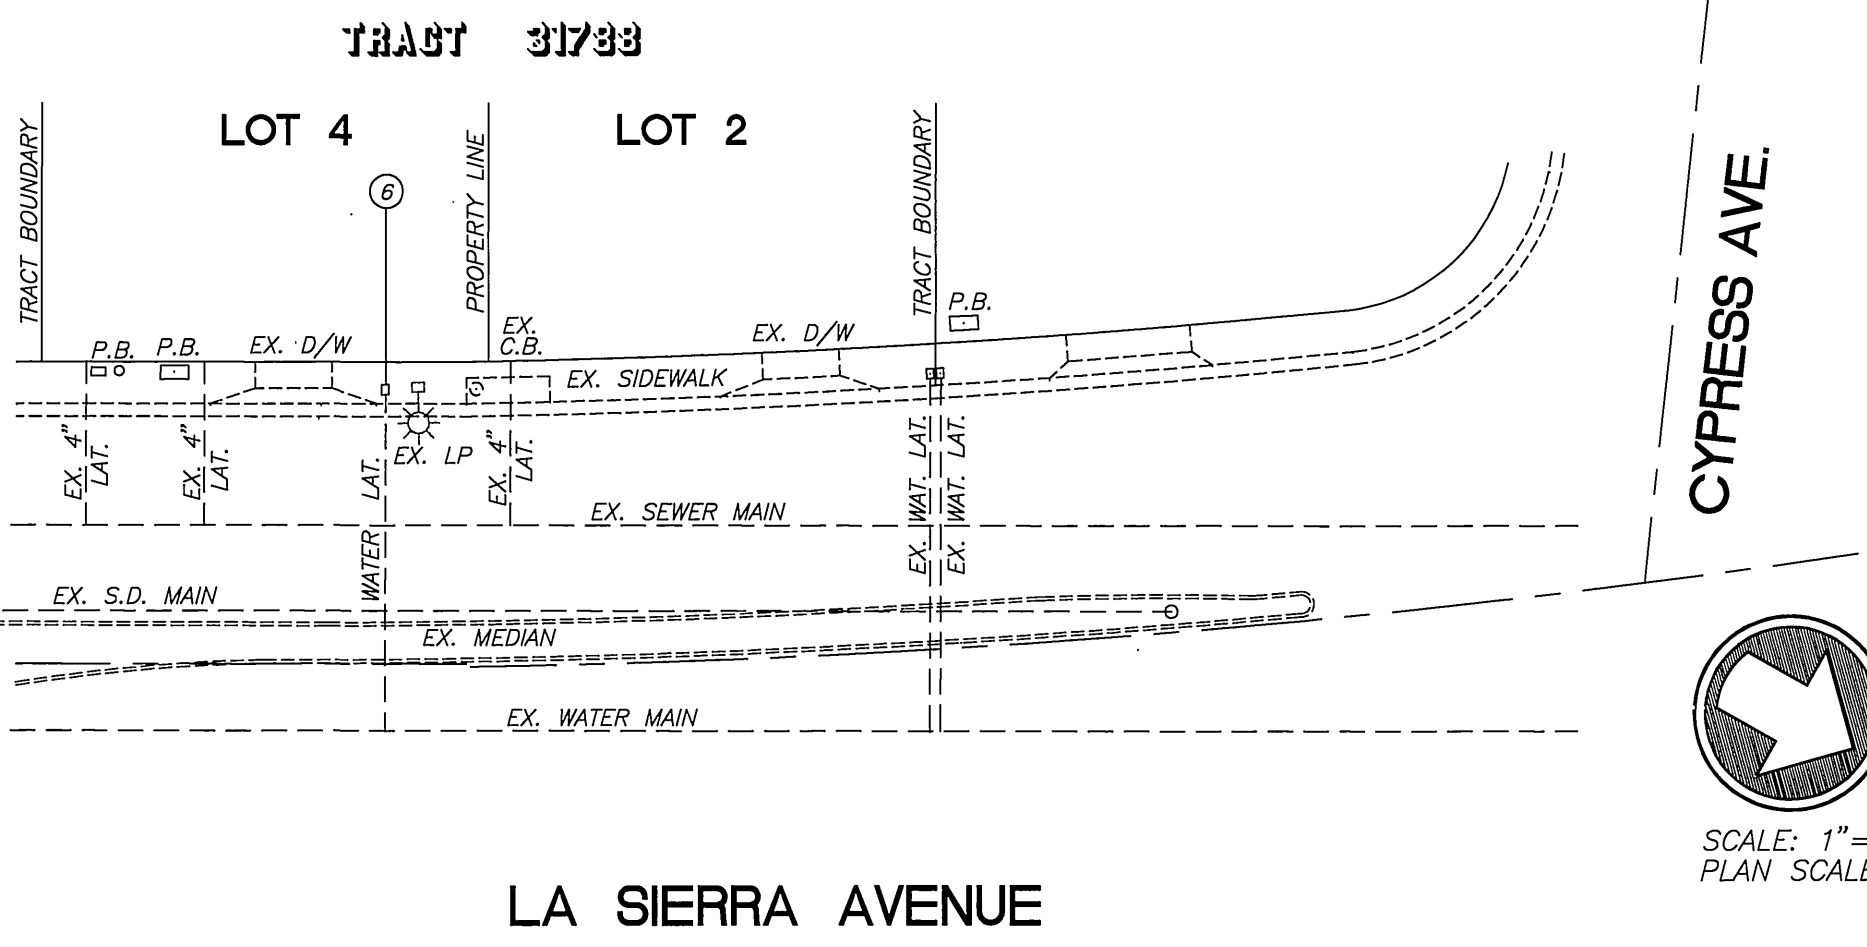 TRACT 31788
LOT 4
LOT 2
TRACT BOUNDARY
PROPERTY LINE
TRACT BOUNDARY
6
CYPRESS AVE.
P.B.
P.B.
P.B.
EX. D/W
EX.
C.B.
EX. D/W
EX. SIDEWALK
EX. 4"
LAT.
EX. 4"
LAT.
WATER LAT.
EX. LP
EX. 4"
LAT.
EX. WAT. LAT.
EX. WAT. LAT.
EX. SEWER MAIN
EX. S.D. MAIN
EX. MEDIAN
EX. WATER MAIN
SCALE: 1"=
PLAN SCALE
LA SIERRA AVENUE